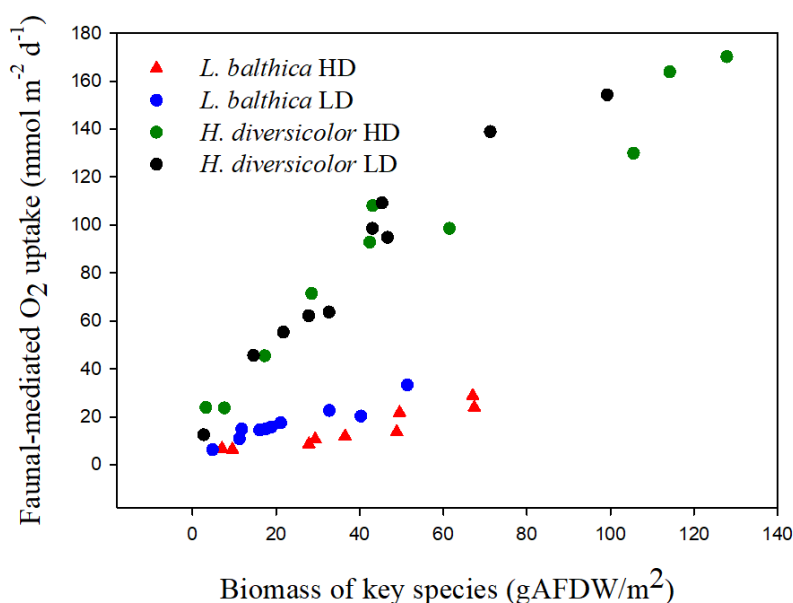 180
160
140
120
100
80
60
40
20
0
Faunal-mediated O2 uptake (mmol m-2 d-1)
L. balthica HD
L. balthica LD
H. diversicolor HD
H. diversicolor LD
0 20 40 60 80 100 120 140
Biomass of key species (gAFDW/m2)